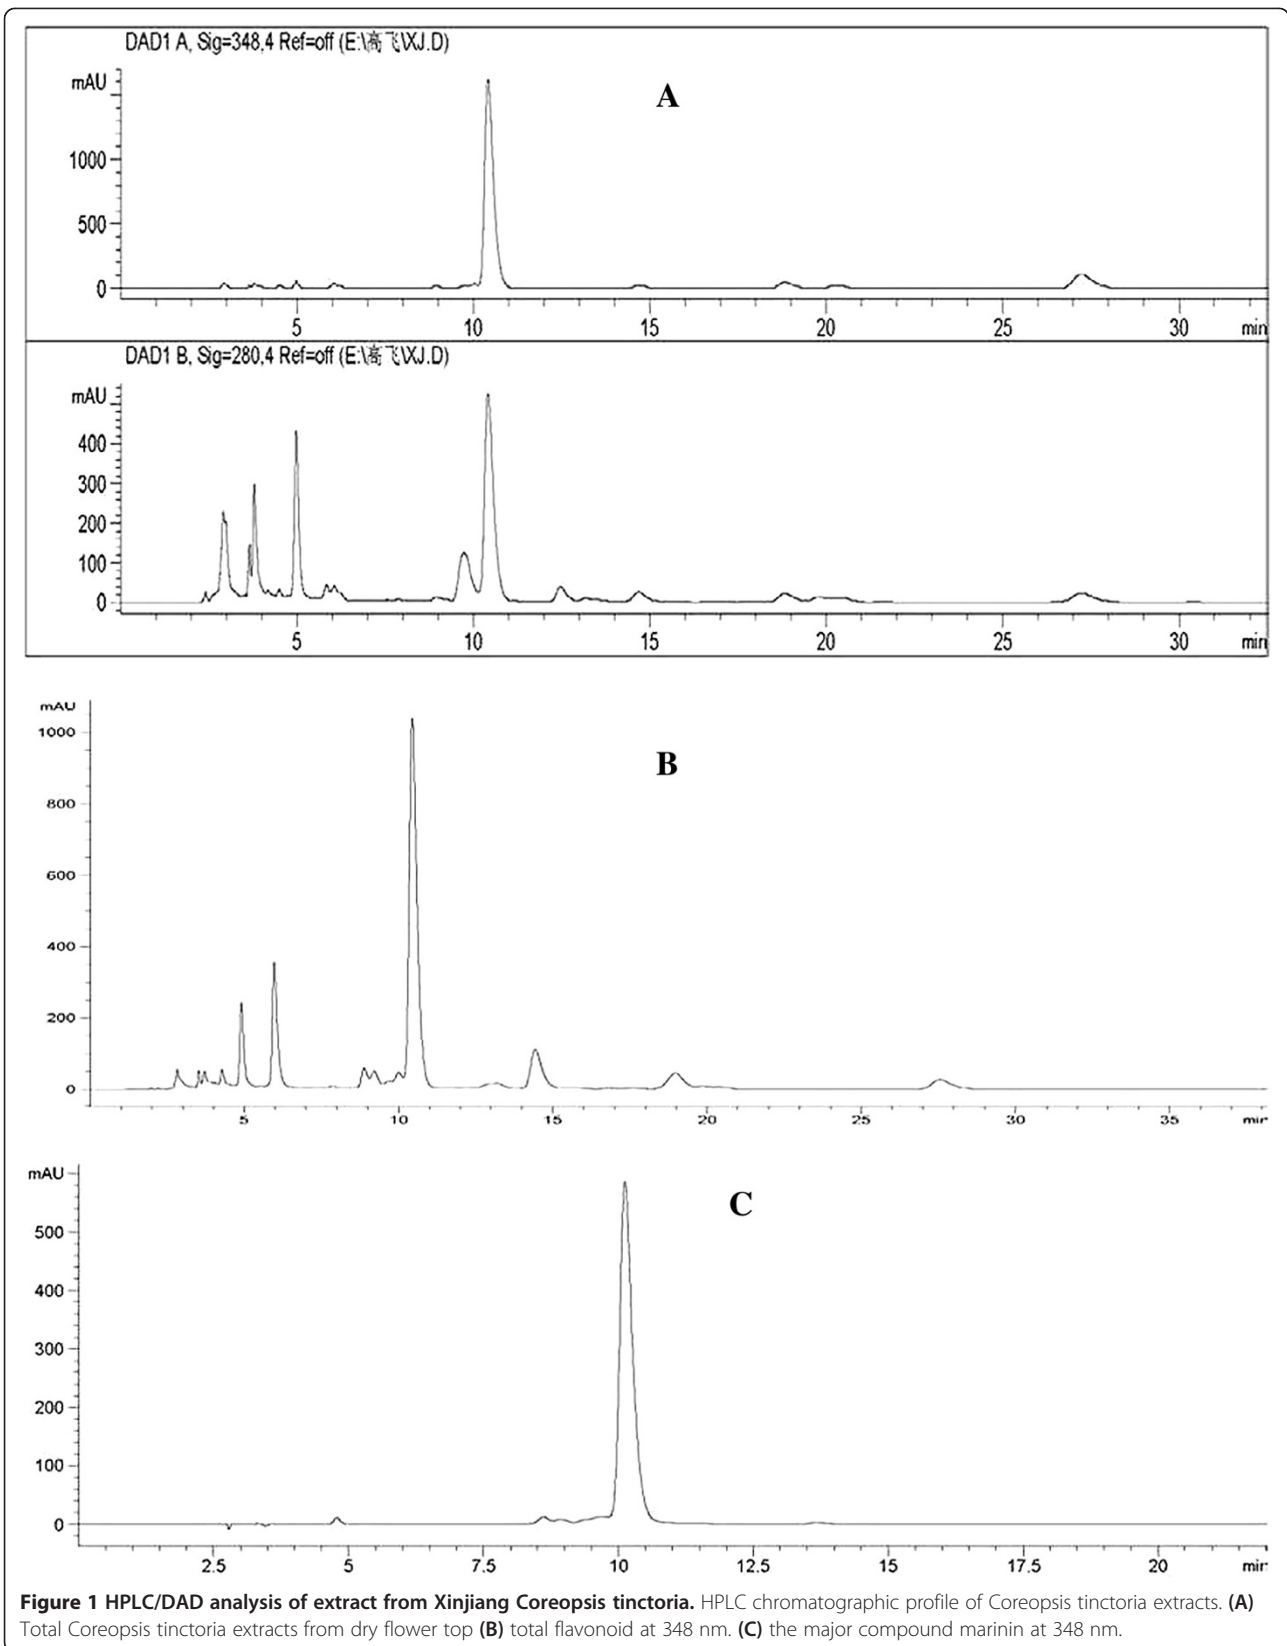 DAD1 A, Sig=348,4 Ref=off (E:\高飞\XJ.D)
mAU
A
1000
500
0
5 10 15 20 25 30 min
DAD1 B, Sig=280,4 Ref=off (E:\高飞\XJ.D)
mAU
400
300
200
100
0
5 10 15 20 25 30 min
mAU
1000
B
800
600
400
200
0
5 10 15 20 25 30 35 min
mAU
C
500
400
300
200
100
0
2.5 5 7.5 10 12.5 15 17.5 20 min
Figure 1 HPLC/DAD analysis of extract from Xinjiang Coreopsis tinctoria. HPLC chromatographic profile of Coreopsis tinctoria extracts. (A)
Total Coreopsis tinctoria extracts from dry flower top (B) total flavonoid at 348 nm. (C) the major compound marinin at 348 nm.